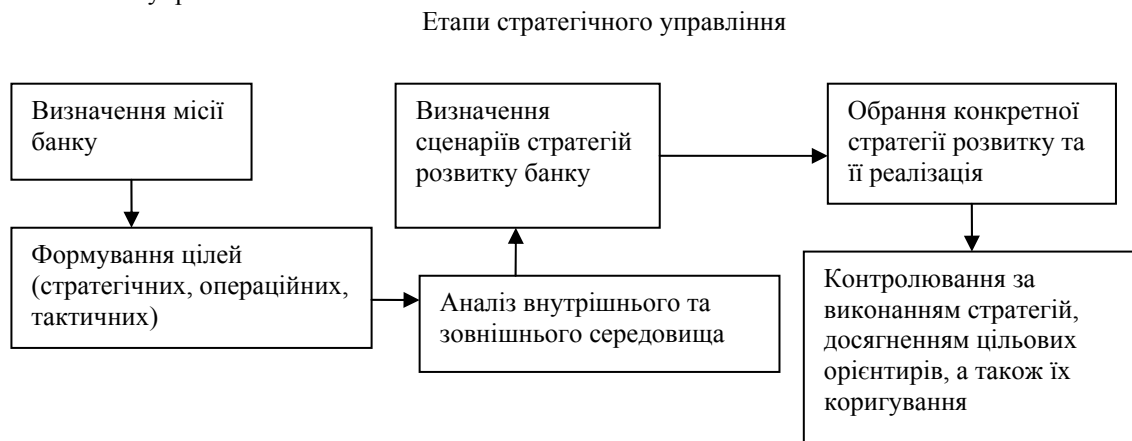 Етапи стратегічного управління
Визначення місії
банку
Формування цілей
(стратегічних, операційних,
тактичних)
Аналіз внутрішнього та
зовнішнього середовища
Визначення
сценаріїв стратегій
розвитку банку
Обрання конкретної
стратегії розвитку та
її реалізація
Контролювання за
виконанням стратегій,
досягненням цільових
орієнтирів, а також їх
коригування